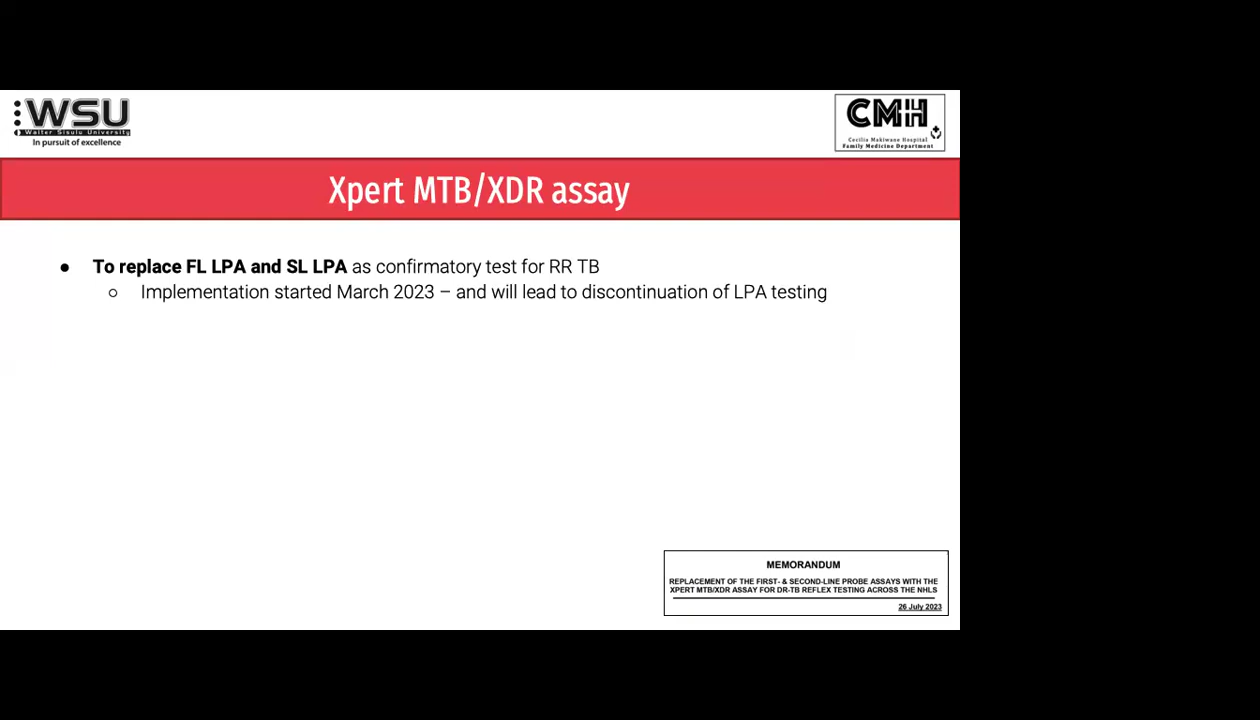 WSU
Walter Sisulu University
In pursuit of excellence
CMH
Cecilia Makiwane Hospital
Family Medicine Department
Xpert MTB/XDR assay
● To replace FL LPA and SL LPA as confirmatory test for RR TB
○ Implementation started March 2023 – and will lead to discontinuation of LPA testing
MEMORANDUM
REPLACEMENT OF THE FIRST- & SECOND-LINE PROBE ASSAYS WITH THE
XPERT MTB/XDR ASSAY FOR DR-TB REFLEX TESTING ACROSS THE NHLS
26 July 2023